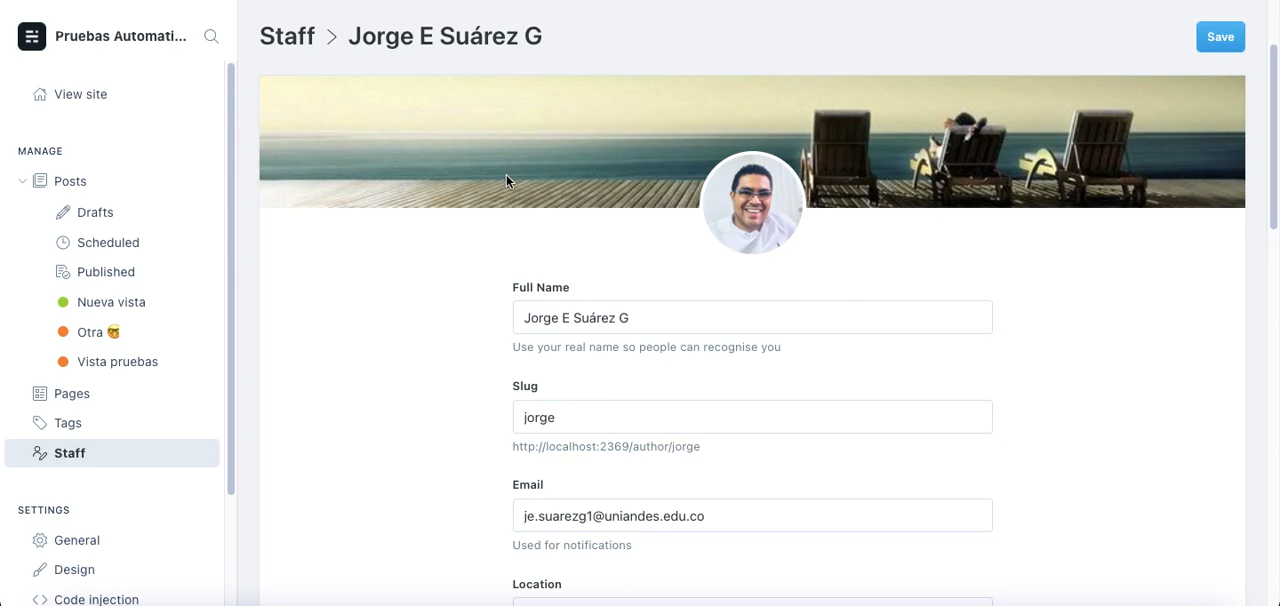 Pruebas Automati...
View site
MANAGE
Posts
Drafts
Scheduled
Published
Nueva vista
Otra 🤓
Vista pruebas
Pages
Tags
Staff
SETTINGS
General
Design
Code injection
Staff > Jorge E Suárez G
Save
Full Name
Jorge E Suárez G
Use your real name so people can recognise you
Slug
jorge
http://localhost:2369/author/jorge
Email
je.suarezg1@uniandes.edu.co
Used for notifications
Location